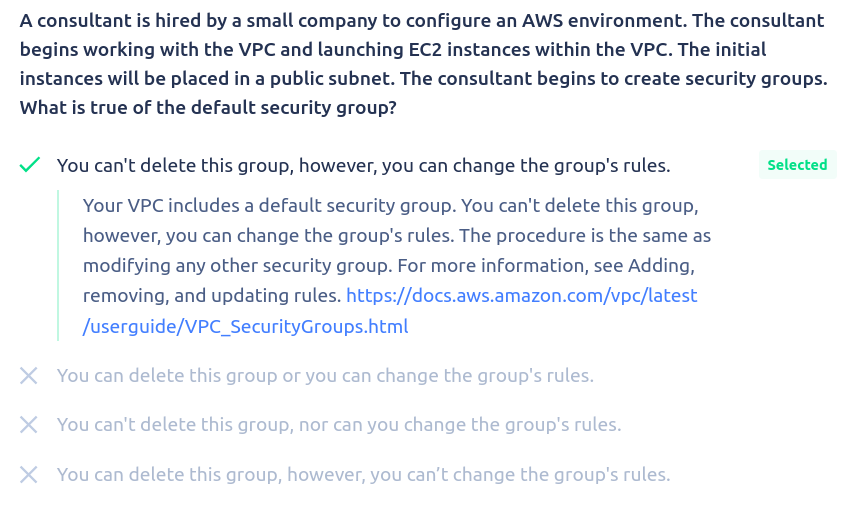 A consultant is hired by a small company to configure an AWS environment. The consultant
begins working with the VPC and launching EC2 instances within the VPC. The initial
instances will be placed in a public subnet. The consultant begins to create security groups.
What is true of the default security group?
You can't delete this group, however, you can change the group's rules.
Selected
Your VPC includes a default security group. You can't delete this group,
however, you can change the group's rules. The procedure is the same as
modifying any other security group. For more information, see Adding,
removing, and updating rules. https://docs.aws.amazon.com/vpc/latest
/userguide/VPC_SecurityGroups.html
You can delete this group or you can change the group's rules.
You can't delete this group, nor can you change the group's rules.
You can delete this group, however, you can’t change the group's rules.